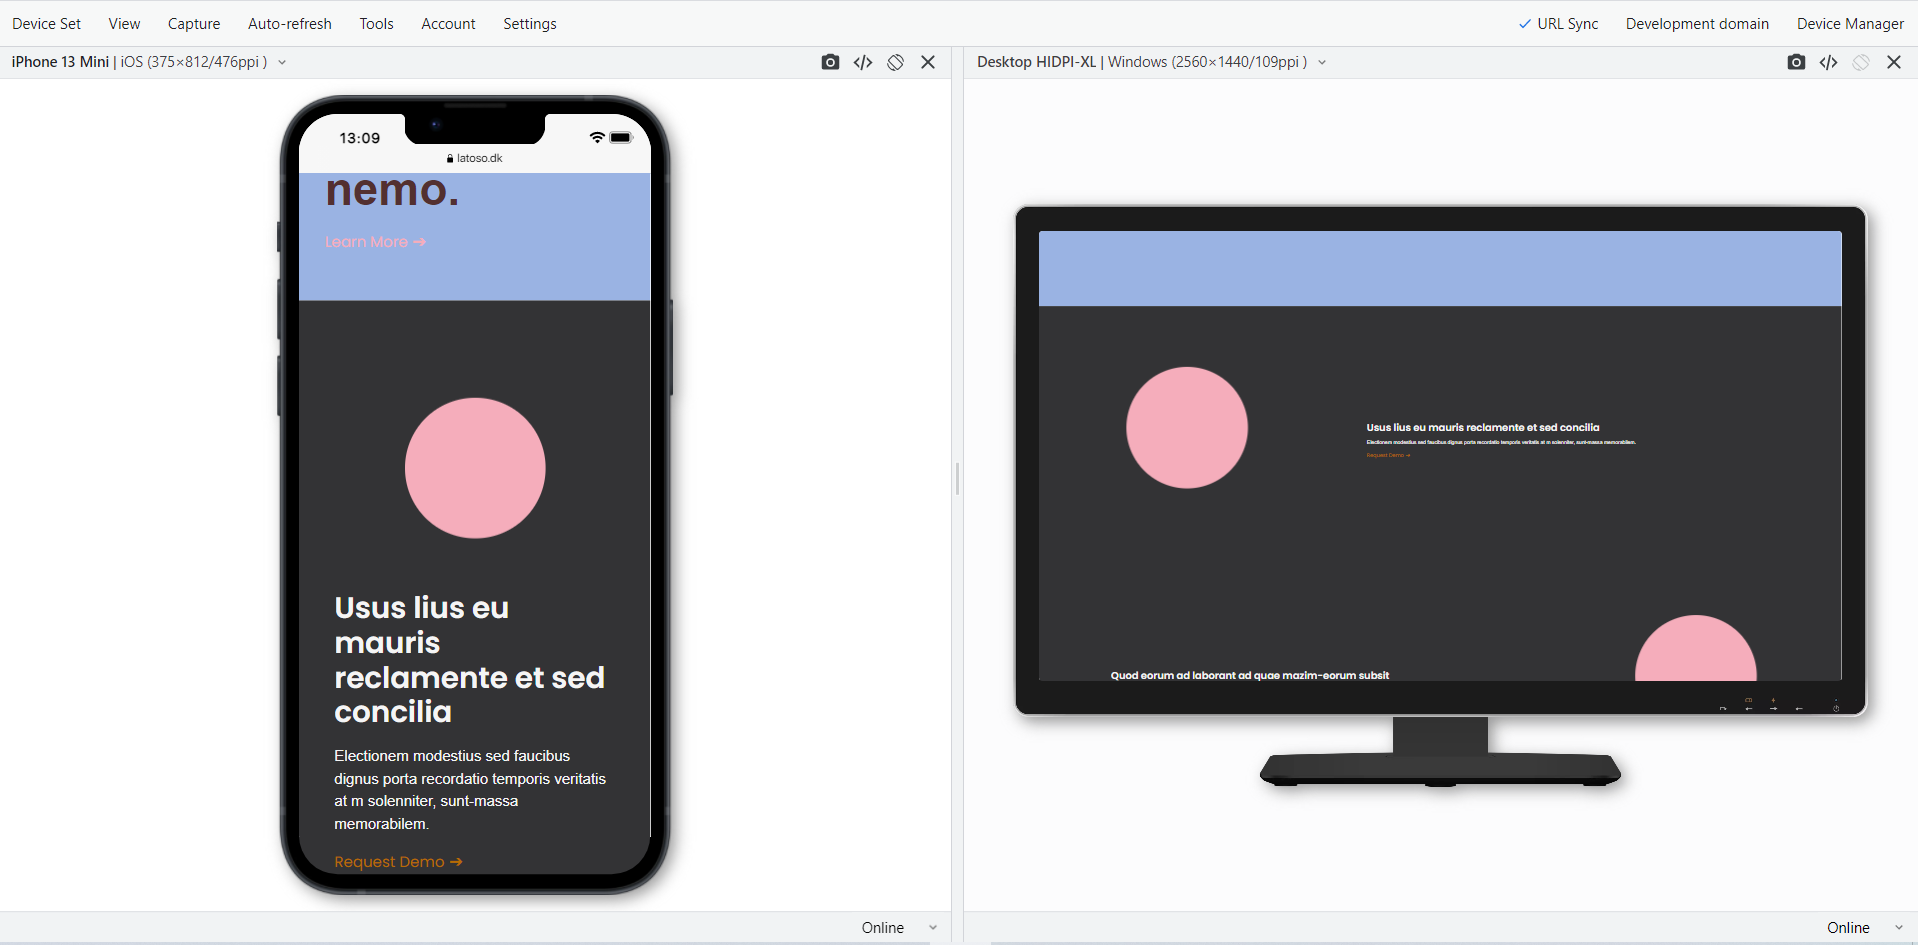 Device Set View Capture Auto-refresh Tools Account Settings URL Sync Development domain Device Manager
iPhone 13 Mini | iOS (375×812/476ppi )
13:09
latoso.dk
nemo.
Learn More ➔
Usus lius eu
mauris
reclamente et sed
concilia
Electionem modestius sed faucibus
dignus porta recordatio temporis veritatis
at m solenniter, sunt-massa
memorabilem.
Request Demo ➔
Online
Desktop HIDPI-XL | Windows (2560×1440/109ppi )
Usus lius eu mauris reclamente et sed concilia
Electionem modestius sed faucibus dignus porta recordatio temporis veritatis at m solenniter, sunt-massa memorabilem.
Request Demo ➔
Quod eorum ad laborant ad quae mazim-eorum subsit
Online